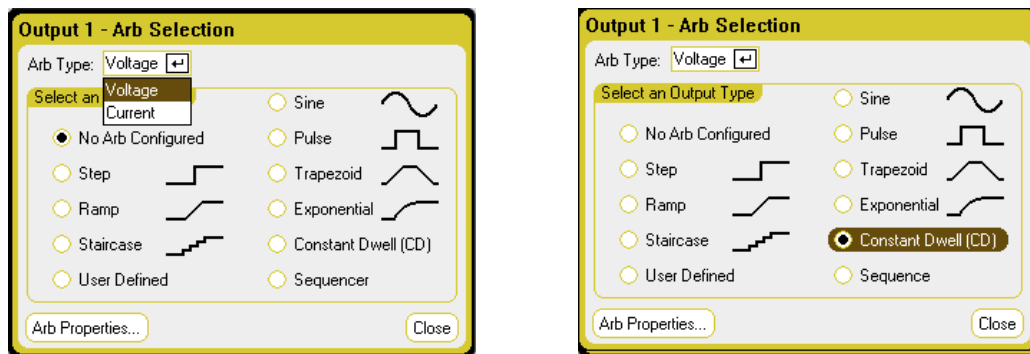 Output 1 - Arb Selection
Arb Type: Voltage
Voltage
Current
Select an
No Arb Configured
Step
Ramp
Staircase
User Defined
Sine
Pulse
Trapezoid
Exponential
Constant Dwell (CD)
Sequencer
Arb Properties...
Close
Output 1 - Arb Selection
Arb Type: Voltage
Select an Output Type
No Arb Configured
Step
Ramp
Staircase
User Defined
Sine
Pulse
Trapezoid
Exponential
Constant Dwell (CD)
Sequence
Arb Properties...
Close